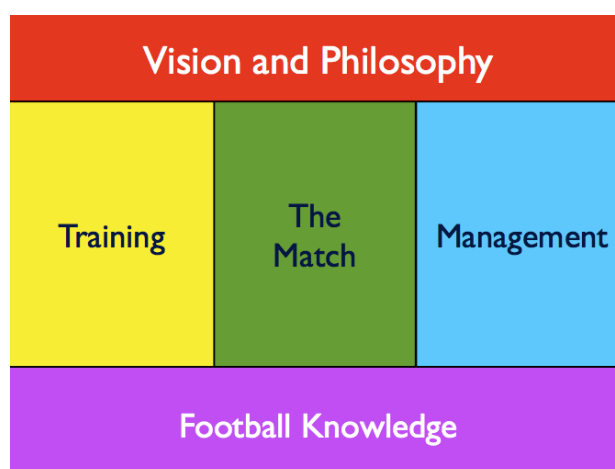 Vision and Philosophy
Training
The
Match
Management
Football Knowledge